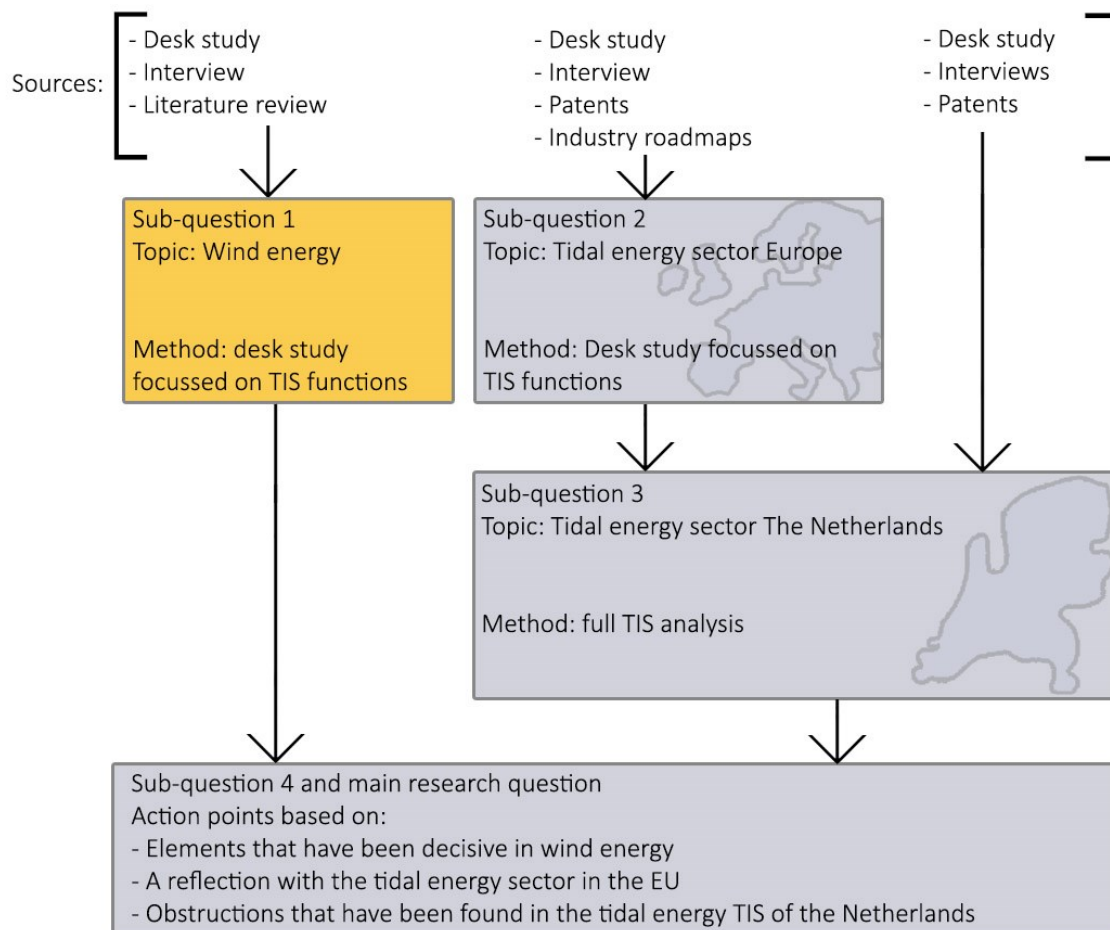 Sources:
- Desk study
- Interview
- Literature review
- Desk study
- Interview
- Patents
- Industry roadmaps
- Desk study
- Interviews
- Patents
Sub-question 1
Topic: Wind energy
Method: desk study
focussed on TIS functions
Sub-question 2
Topic: Tidal energy sector Europe
Method: Desk study focussed on
TIS functions
Sub-question 3
Topic: Tidal energy sector The Netherlands
Method: full TIS analysis
Sub-question 4 and main research question
Action points based on:
- Elements that have been decisive in wind energy
- A reflection with the tidal energy sector in the EU
- Obstructions that have been found in the tidal energy TIS of the Netherlands